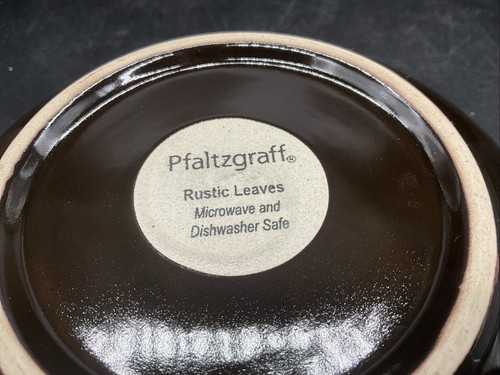 Pfaltzgraff®
Rustic Leaves
Microwave and
Dishwasher Safe